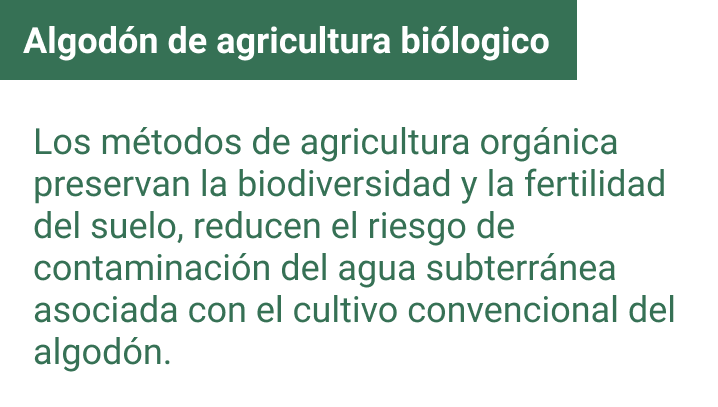 Algodón de agricultura biólogico
Los métodos de agricultura orgánica
preservan la biodiversidad y la fertilidad
del suelo, reducen el riesgo de
contaminación del agua subterránea
asociada con el cultivo convencional del
algodón.